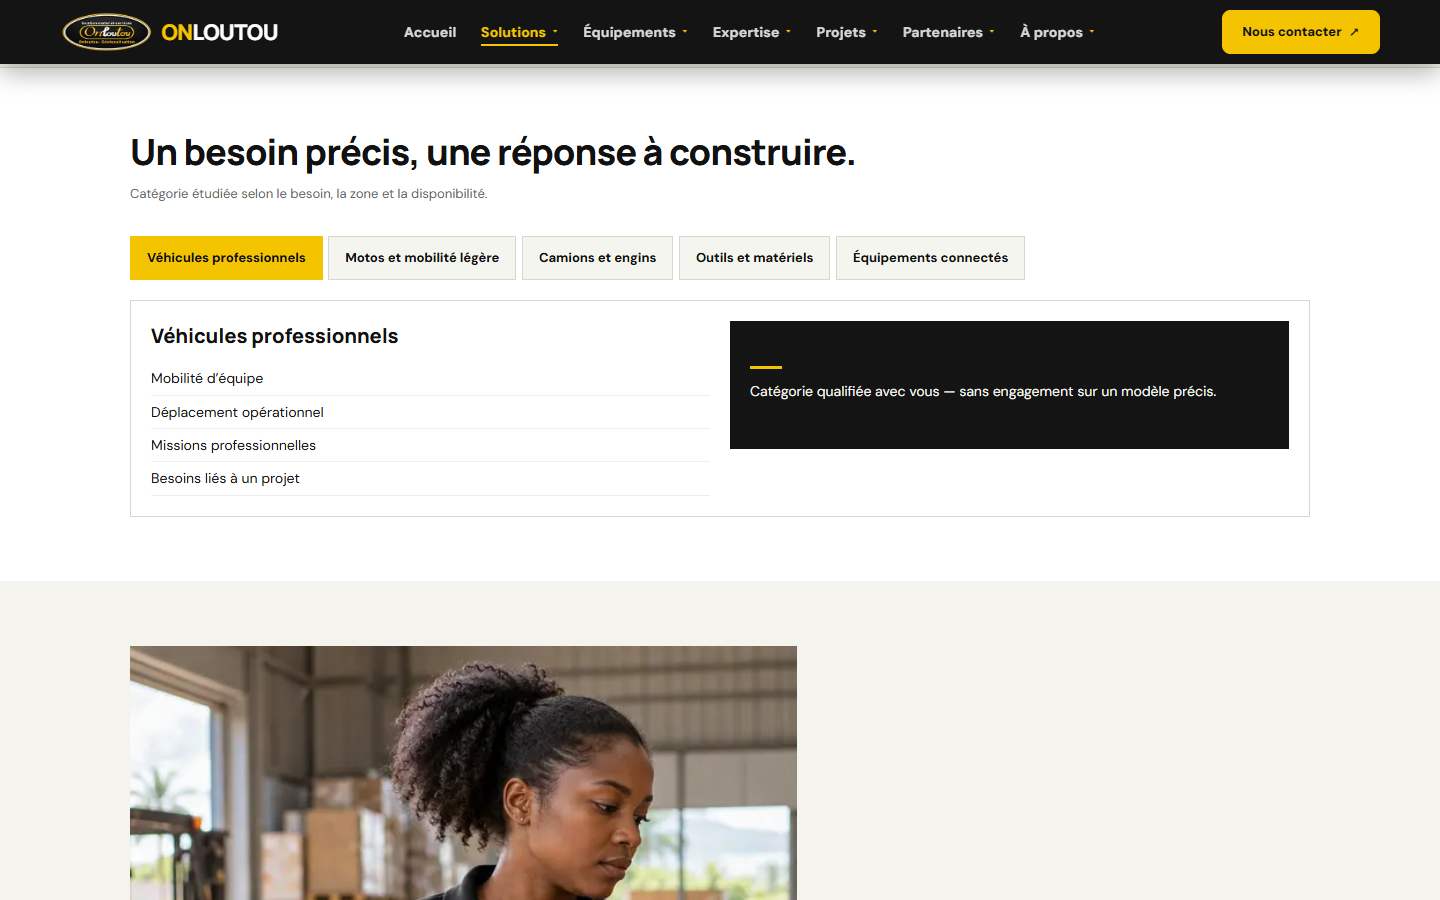 OnLoutou
ONLOUTOU
Accueil
Solutions
Équipements
Expertise
Projets
Partenaires
À propos
Nous contacter ↗
Un besoin précis, une réponse à construire.
Catégorie étudiée selon le besoin, la zone et la disponibilité.
Véhicules professionnels
Motos et mobilité légère
Camions et engins
Outils et matériels
Équipements connectés
Véhicules professionnels
Mobilité d’équipe
Déplacement opérationnel
Missions professionnelles
Besoins liés à un projet
Catégorie qualifiée avec vous — sans engagement sur un modèle précis.